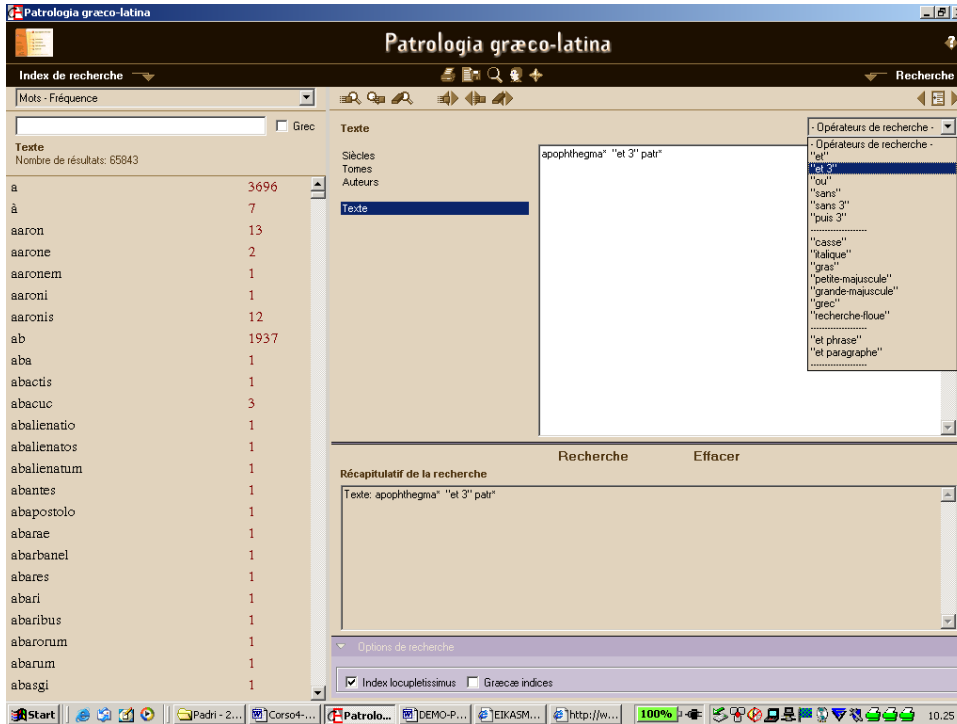 Patrologia græco-latina
Patrologia græco-latina
Index de recherche
Recherche
Mots - Fréquence
Grec
Texte
Nombre de résultats: 65843
a 3696
à 7
aaron 13
aarone 2
aaronem 1
aaroni 1
aaronis 12
ab 1937
aba 1
abactis 1
abacuc 3
abalienatio 1
abalienatos 1
abalienatum 1
abantes 1
abapostolo 1
abarae 1
abarbanel 1
abares 1
abari 1
abaribus 1
abarorum 1
abarum 1
abasgi 1
Texte
Siècles
Tomes
Auteurs
Texte
apophthegma* "et 3" patr*
- Opérateurs de recherche -
- Opérateurs de recherche -
"et"
"et 3"
"ou"
"sans"
"sans 3"
"puis 3"
--------------------
"casse"
"italique"
"gras"
"petite-majuscule"
"grande-majuscule"
"grec"
"recherche-floue"
--------------------
"et phrase"
"et paragraphe"
--------------------
Recherche Effacer
Récapitulatif de la recherche
Texte: apophthegma* "et 3" patr*
Options de recherche
Index locupletissimus Græcæ indices
Start Padri - 2... Corso4-... Patrolo... DEMO-P... EIKASM... http://w... 100% 10.25